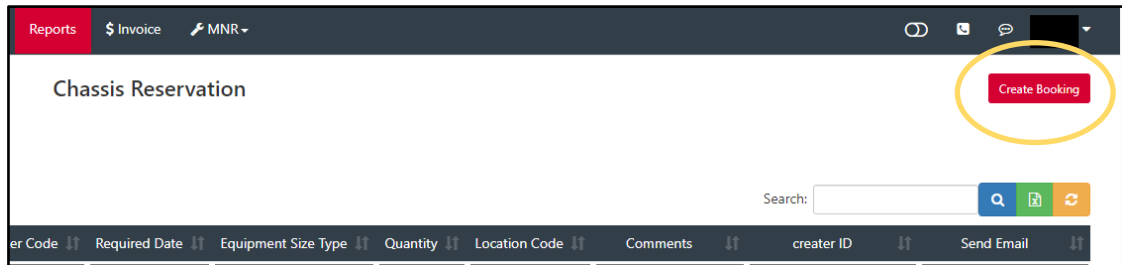 Reports $ Invoice MNR
Chassis Reservation
Create Booking
Search:
er Code Required Date Equipment Size Type Quantity Location Code Comments creater ID Send Email